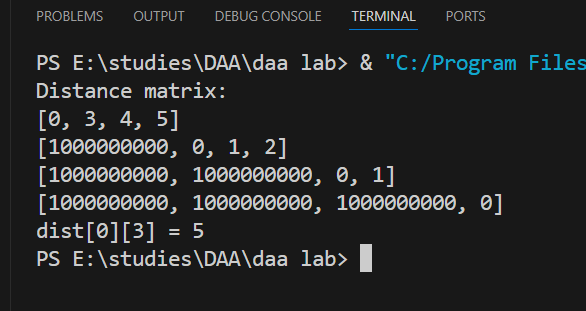 PROBLEMS OUTPUT DEBUG CONSOLE TERMINAL PORTS
PS E:\studies\DAA\daa lab> & "C:/Program Files
Distance matrix:
[0, 3, 4, 5]
[1000000000, 0, 1, 2]
[1000000000, 1000000000, 0, 1]
[1000000000, 1000000000, 1000000000, 0]
dist[0][3] = 5
PS E:\studies\DAA\daa lab>